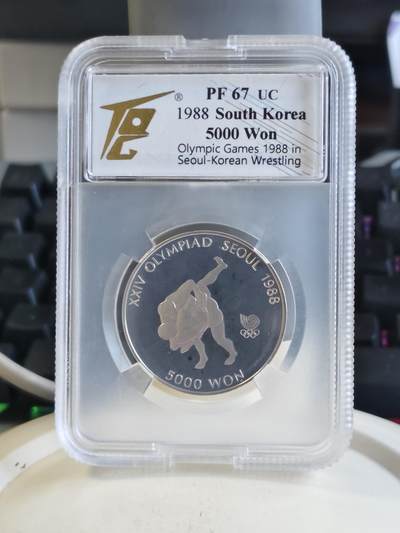 PF 67 UC
®
1988 South Korea
5000 Won
Olympic Games 1988 in
Seoul-Korean Wrestling
XXIV OLYMPIAD SEOUL 1988
5000 WON